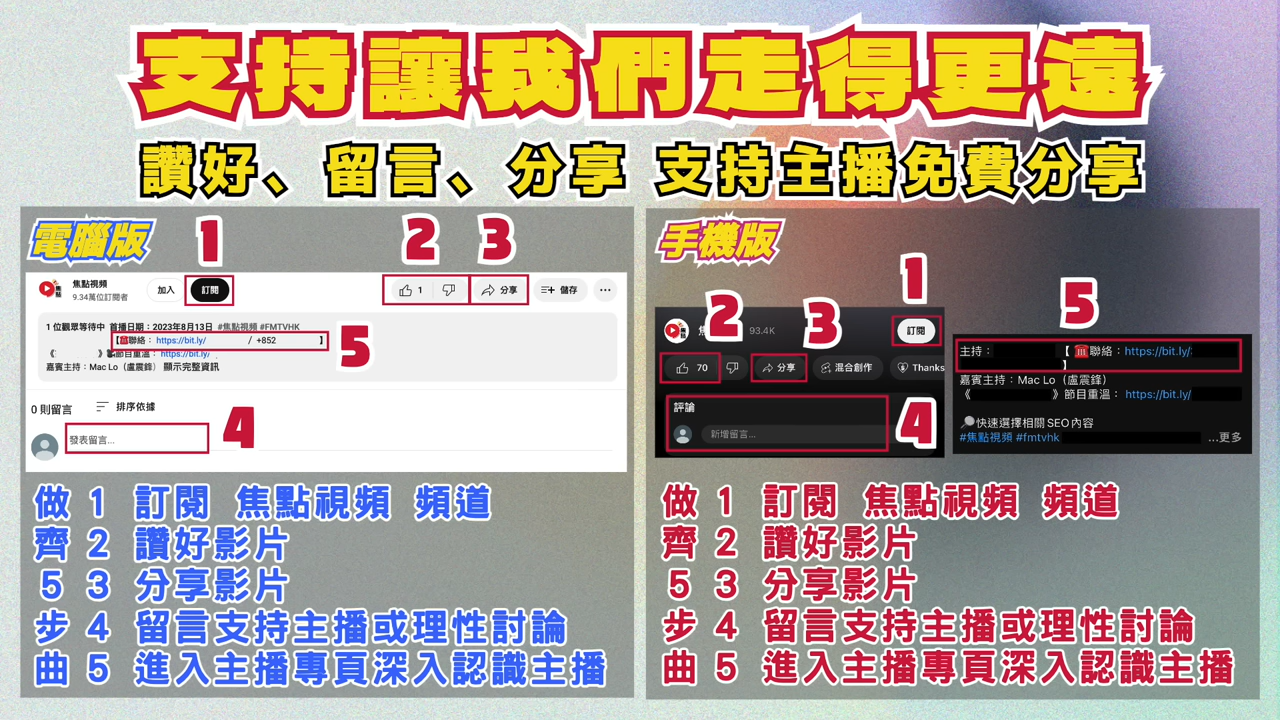 支持讓我們走得更遠
讚好、留言、分享 支持主播免費分享
電腦版
1
2
3
焦點視頻
9.34萬位訂閱者
加入
訂閱
1
分享
儲存
1 位觀眾等待中 首播日期：2023年8月13日 #焦點視頻 #FMTVHK
【☎️聯絡： https://bit.ly/ / +852 】
《 》節目重溫： https://bit.ly/
嘉賓主持：Mac Lo（盧震鋒） 顯示完整資訊
5
0 則留言 排序依據
發表留言...
4
做 1 訂閱 焦點視頻 頻道
齊 2 讚好影片
5 3 分享影片
步 4 留言支持主播或理性討論
曲 5 進入主播專頁深入認識主播
手機版
1
2
3
焦
93.4K
訂閱
70
分享
混合創作
Thanks
評論
新增留言...
4
5
主持：
【 ☎️聯絡：https://bit.ly/
】
嘉賓主持：Mac Lo（盧震鋒）
《 》節目重溫： https://bit.ly/
🔎快速選擇相關SEO內容
#焦點視頻 #fmtvhk
...更多
做 1 訂閱 焦點視頻 頻道
齊 2 讚好影片
5 3 分享影片
步 4 留言支持主播或理性討論
曲 5 進入主播專頁深入認識主播